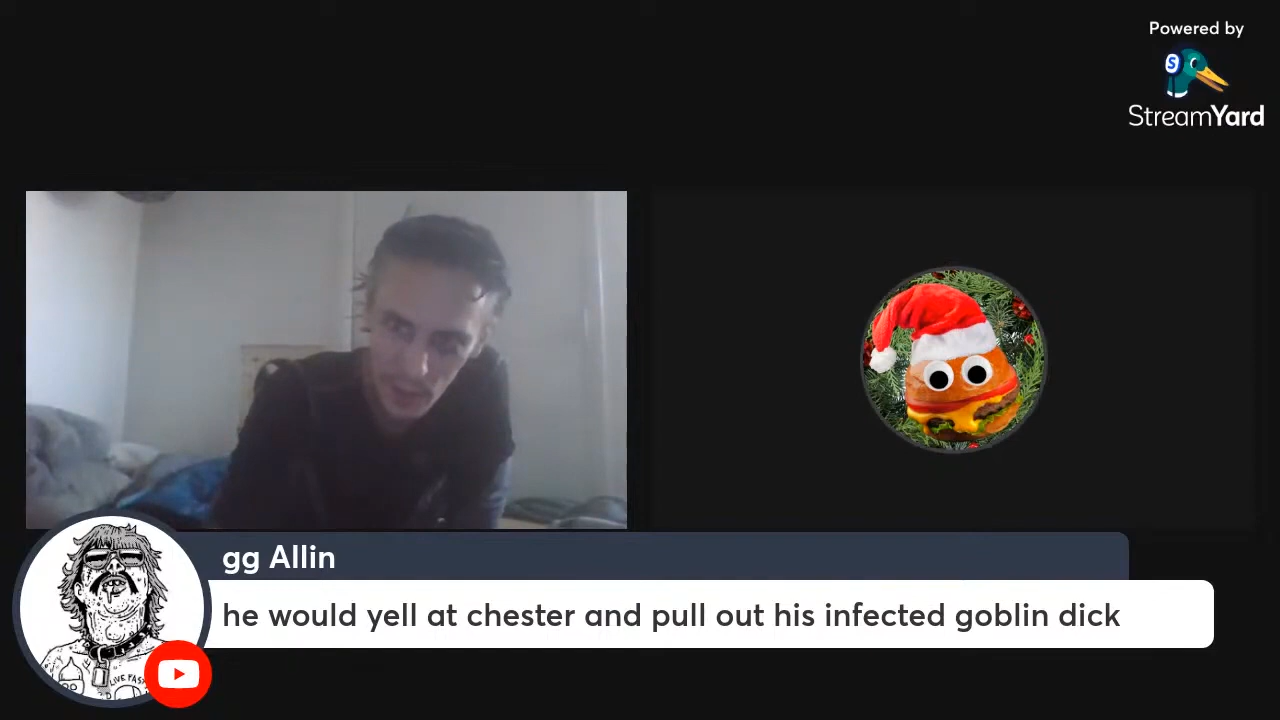 Powered by
StreamYard
gg Allin
he would yell at chester and pull out his infected goblin dick